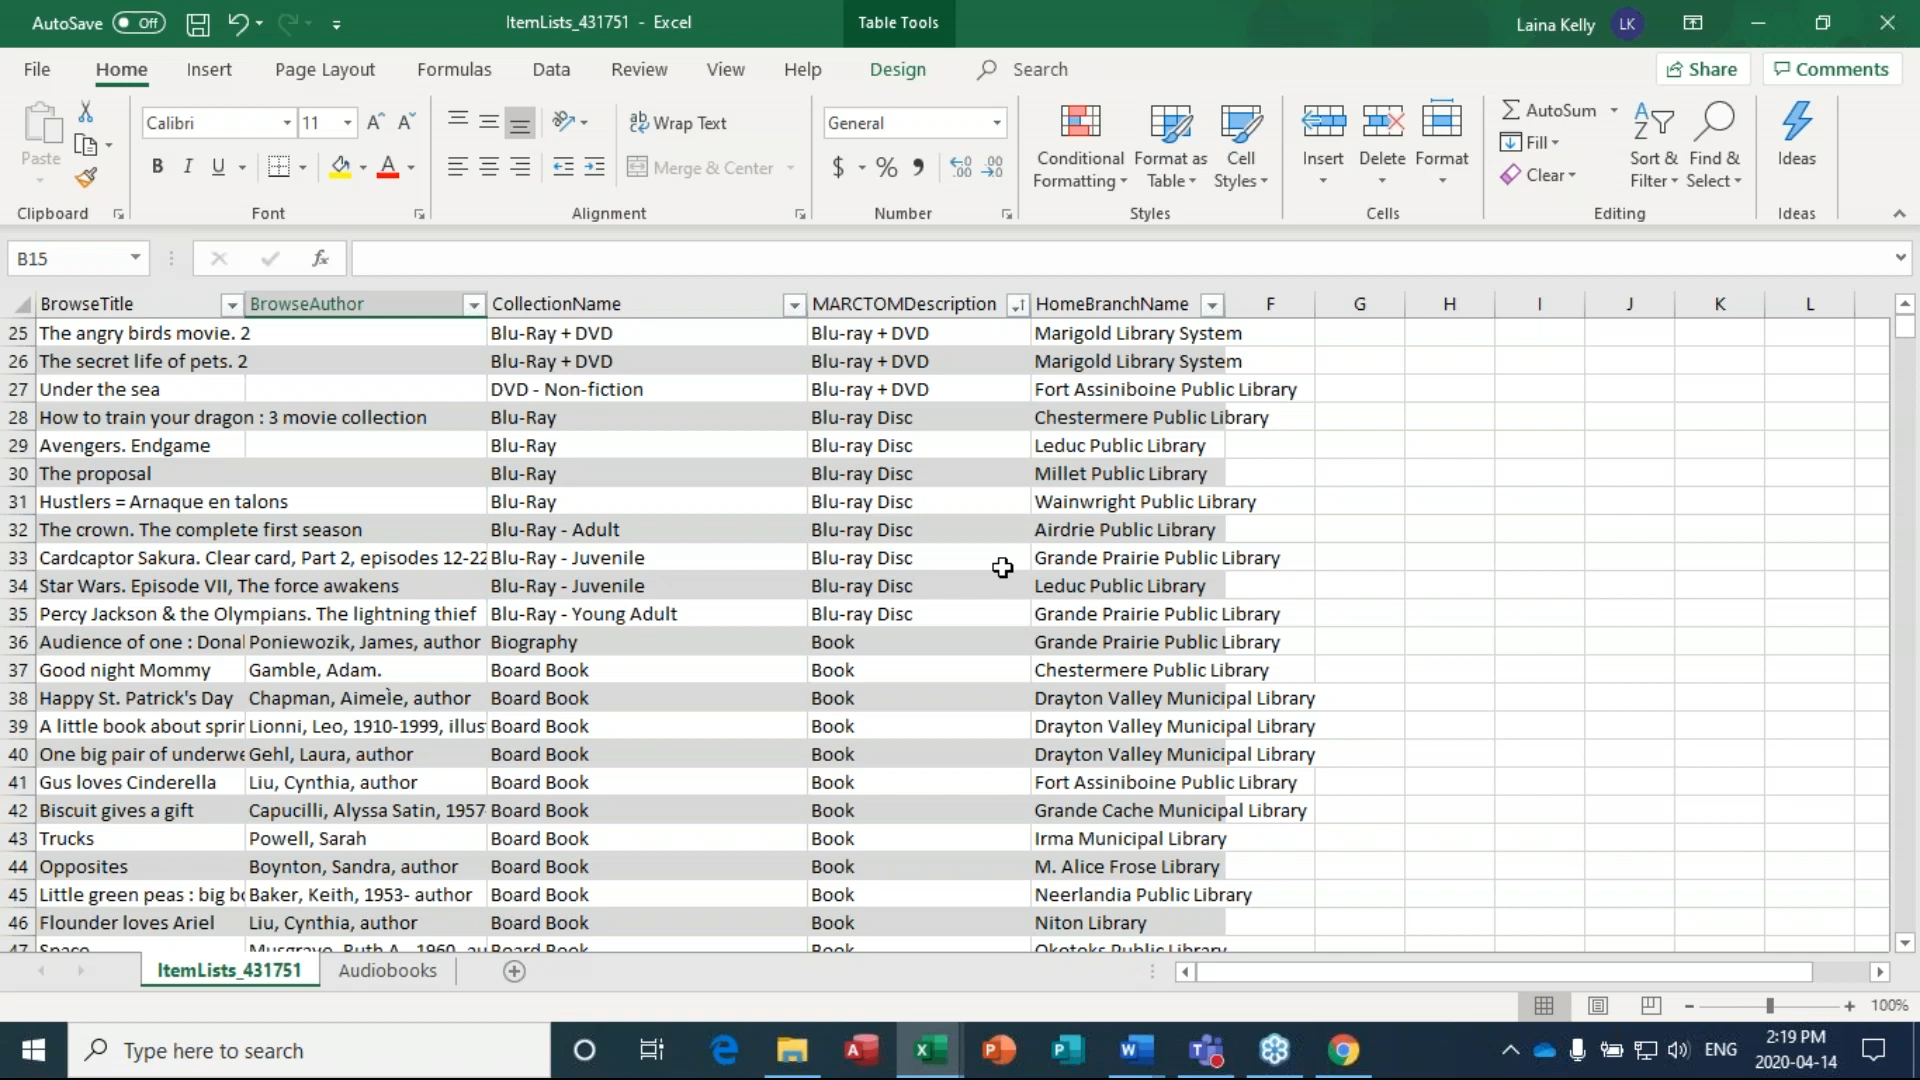 AutoSave Off ItemLists_431751 - Excel Table Tools Laina Kelly LK
File Home Insert Page Layout Formulas Data Review View Help Design Search Share Comments
Paste Calibri 11 Wrap Text General Conditional Formatting Format as Table Cell Styles Insert Delete Format AutoSum Fill Clear Sort & Filter Find & Select Ideas
B I U Merge & Center $ %
Clipboard Font Alignment Number Styles Cells Editing Ideas
B15 fx
BrowseTitle BrowseAuthor CollectionName MARCTOMDescription HomeBranchName F G H I J K L
25 The angry birds movie. 2 Blu-Ray + DVD Blu-ray + DVD Marigold Library System
26 The secret life of pets. 2 Blu-Ray + DVD Blu-ray + DVD Marigold Library System
27 Under the sea DVD - Non-fiction Blu-ray + DVD Fort Assiniboine Public Library
28 How to train your dragon : 3 movie collection Blu-Ray Blu-ray Disc Chestermere Public Library
29 Avengers. Endgame Blu-Ray Blu-ray Disc Leduc Public Library
30 The proposal Blu-Ray Blu-ray Disc Millet Public Library
31 Hustlers = Arnaque en talons Blu-Ray Blu-ray Disc Wainwright Public Library
32 The crown. The complete first season Blu-Ray - Adult Blu-ray Disc Airdrie Public Library
33 Cardcaptor Sakura. Clear card, Part 2, episodes 12-22 Blu-Ray - Juvenile Blu-ray Disc Grande Prairie Public Library
34 Star Wars. Episode VII, The force awakens Blu-Ray - Juvenile Blu-ray Disc Leduc Public Library
35 Percy Jackson & the Olympians. The lightning thief Blu-Ray - Young Adult Blu-ray Disc Grande Prairie Public Library
36 Audience of one : Donal Poniewozik, James, author Biography Book Grande Prairie Public Library
37 Good night Mommy Gamble, Adam. Board Book Book Chestermere Public Library
38 Happy St. Patrick's Day Chapman, Aimeìe, author Board Book Book Drayton Valley Municipal Library
39 A little book about sprin Lionni, Leo, 1910-1999, illus Board Book Book Drayton Valley Municipal Library
40 One big pair of underwe Gehl, Laura, author Board Book Book Drayton Valley Municipal Library
41 Gus loves Cinderella Liu, Cynthia, author Board Book Book Fort Assiniboine Public Library
42 Biscuit gives a gift Capucilli, Alyssa Satin, 1957- Board Book Book Grande Cache Municipal Library
43 Trucks Powell, Sarah Board Book Book Irma Municipal Library
44 Opposites Boynton, Sandra, author Board Book Book M. Alice Frose Library
45 Little green peas : big bo Baker, Keith, 1953- author Board Book Book Neerlandia Public Library
46 Flounder loves Ariel Liu, Cynthia, author Board Book Book Niton Library
47 Space Musgrave, Ruth A., 1960- au Board Book Book Okotoks Public Library
ItemLists_431751 Audiobooks
100%
Type here to search ENG 2:19 PM
2020-04-14